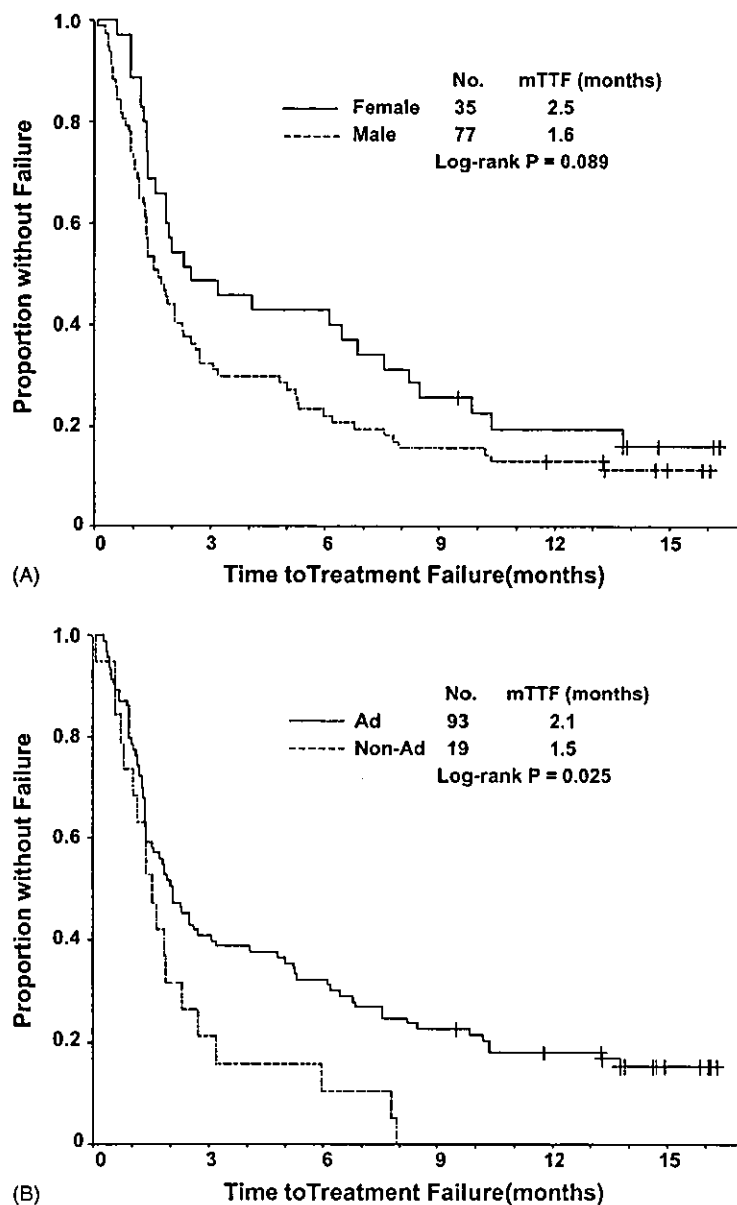 No. mTTF (months)
Female 35 2.5
Male 77 1.6
Log-rank P = 0.089
1.0
0.8
0.6
0.4
0.2
0
0 3 6 9 12 15
Proportion without Failure
Time toTreatment Failure(months)
(A)
No. mTTF (months)
Ad 93 2.1
Non-Ad 19 1.5
Log-rank P = 0.025
1.0
0.8
0.6
0.4
0.2
0
0 3 6 9 12 15
Proportion without Failure
Time toTreatment Failure(months)
(B)